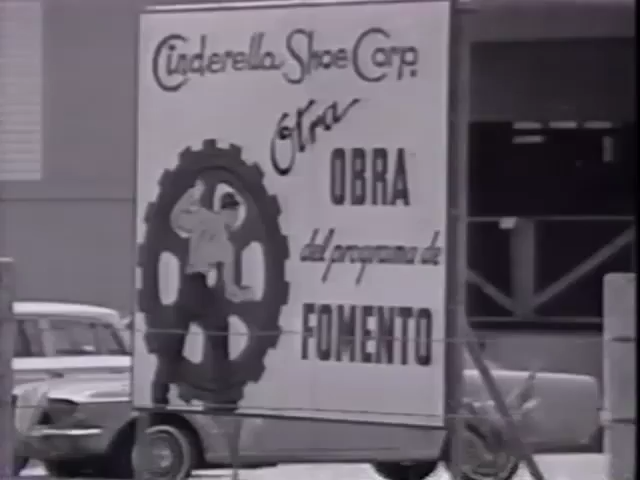 Cinderella Shoe Corp.
Otra
OBRA
del programa de
FOMENTO